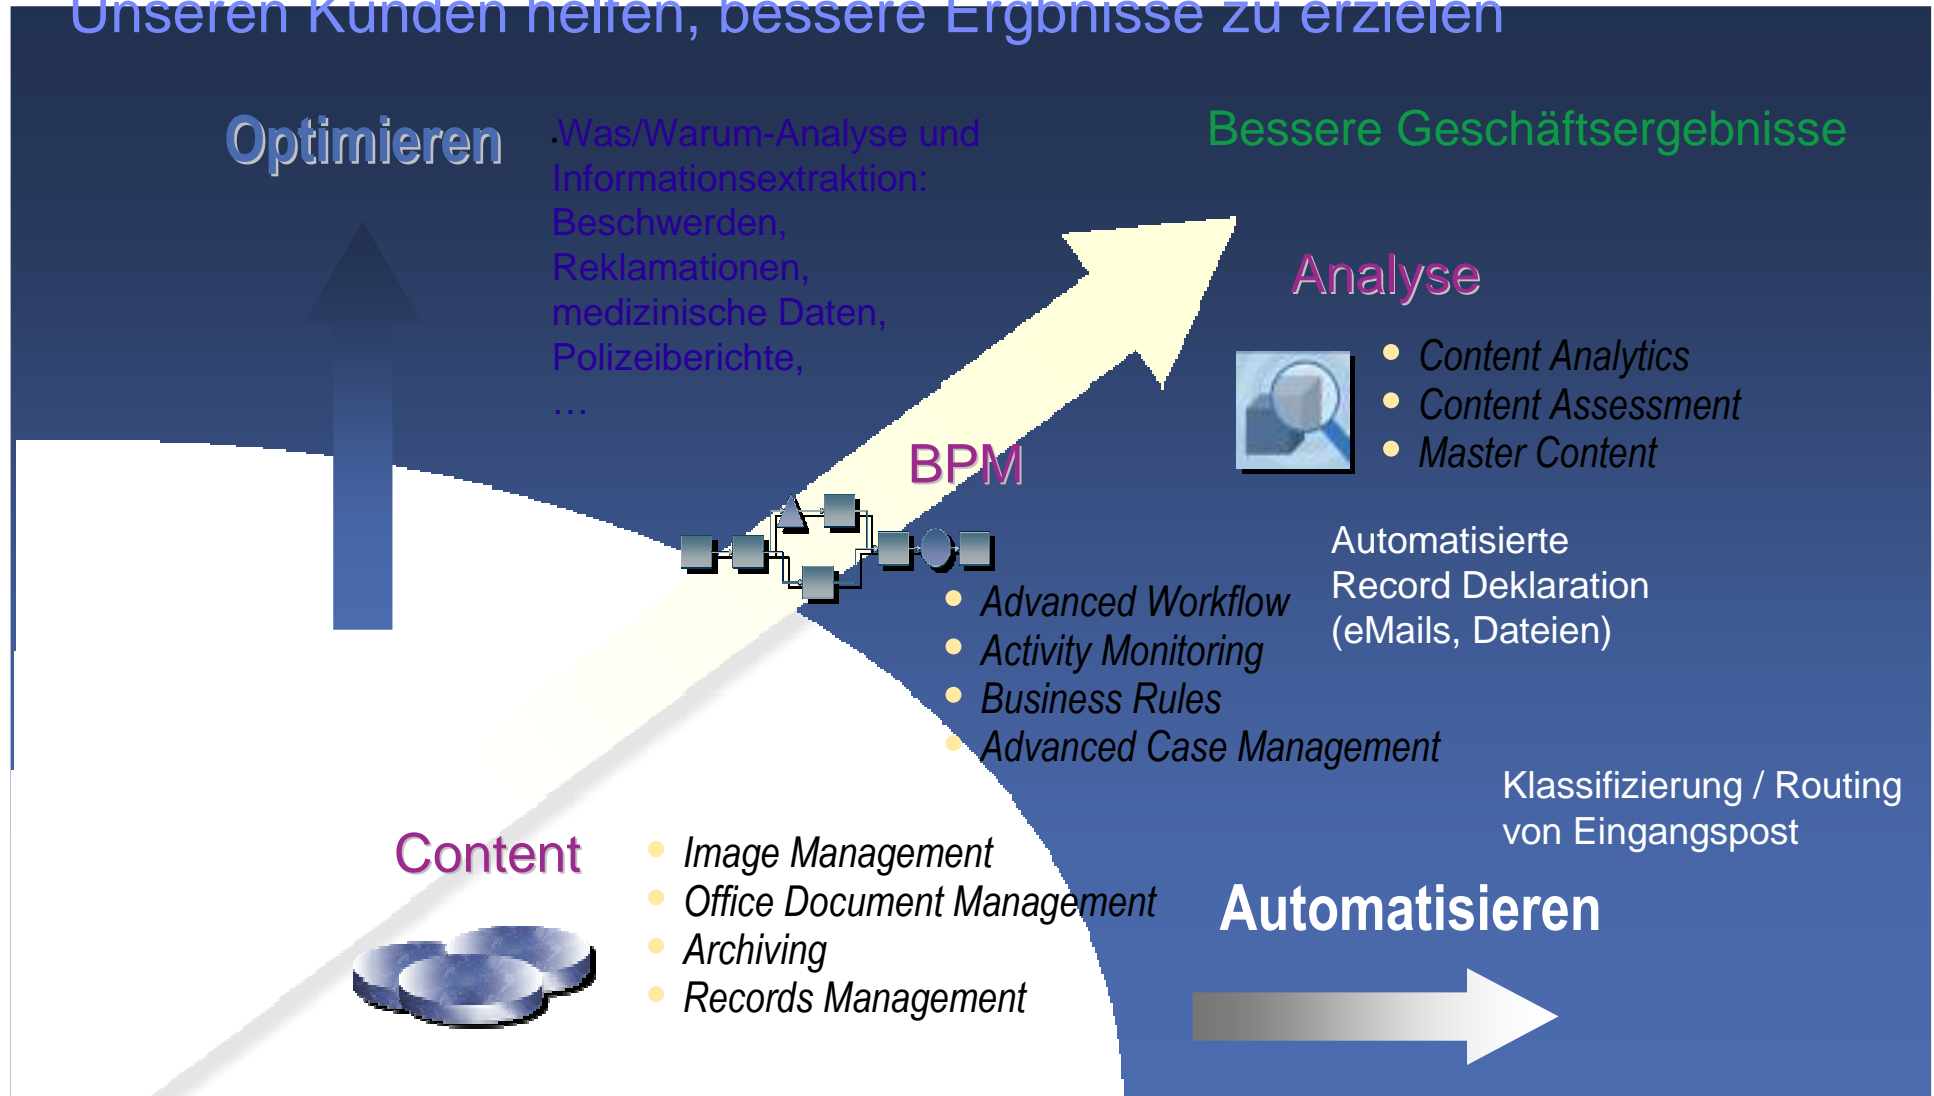 Unseren Kunden helfen, bessere Ergbnisse zu erzielen
Optimieren
•Was/Warum-Analyse und
Informationsextraktion:
Beschwerden,
Reklamationen,
medizinische Daten,
Polizeiberichte,
…
Bessere Geschäftsergebnisse
Analyse
• Content Analytics
• Content Assessment
• Master Content
BPM
• Advanced Workflow
• Activity Monitoring
• Business Rules
• Advanced Case Management
Automatisierte
Record Deklaration
(eMails, Dateien)
Klassifizierung / Routing
von Eingangspost
Content
• Image Management
• Office Document Management
• Archiving
• Records Management
Automatisieren